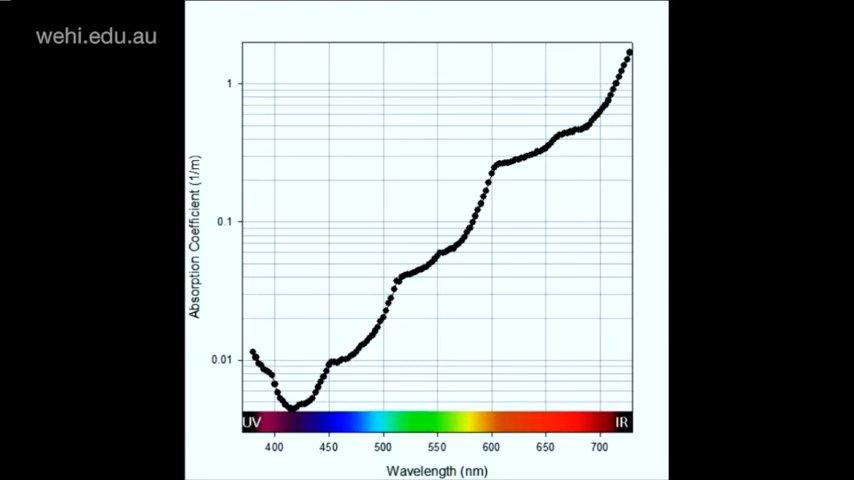 wehi.edu.au
1
0.1
0.01
Absorption Coefficient (1/m)
UV
IR
400 450 500 550 600 650 700
Wavelength (nm)